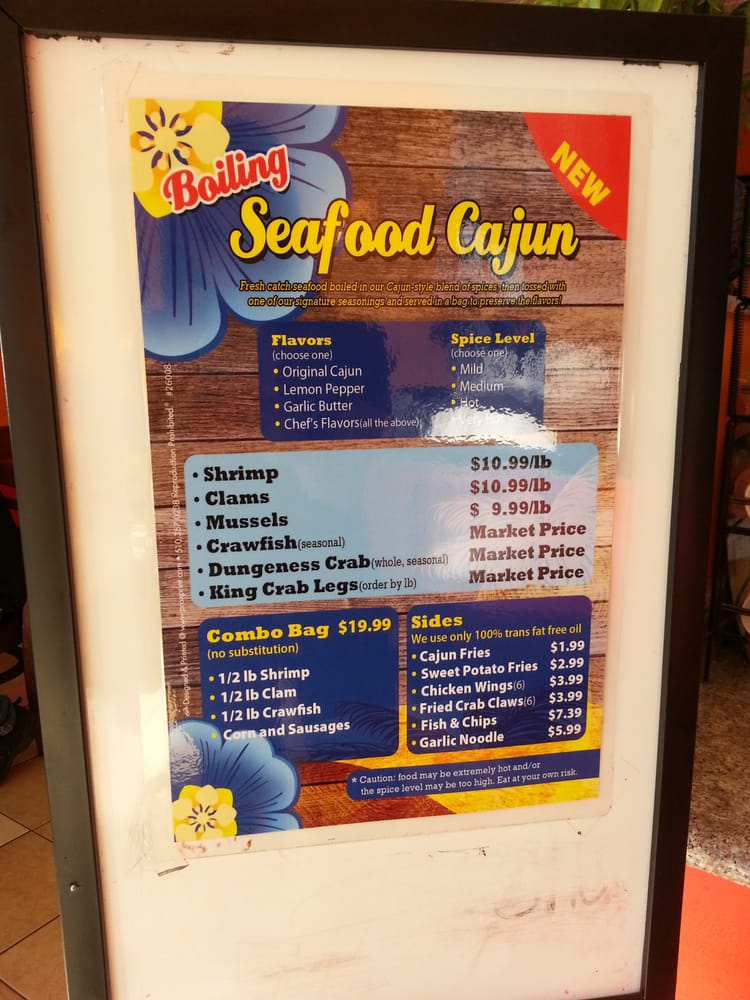 Boiling
Seafood Cajun
NEW
Fresh catch seafood boiled in our Cajun-style blend of spices, then tossed with
one of our signature seasonings and served in a bag to preserve the flavors!
Flavors
(choose one)
• Original Cajun
• Lemon Pepper
• Garlic Butter
• Chef's Flavors(all the above)
Spice Level
(choose one)
• Mild
• Medium
• Hot
• Very Hot
• Shrimp $10.99/lb
• Clams $10.99/lb
• Mussels $ 9.99/lb
• Crawfish(seasonal) Market Price
• Dungeness Crab(whole, seasonal) Market Price
• King Crab Legs(order by lb) Market Price
Combo Bag $19.99
(no substitution)
• 1/2 lb Shrimp
• 1/2 lb Clam
• 1/2 lb Crawfish
• Corn and Sausages
Sides
We use only 100% trans fat free oil
• Cajun Fries $1.99
• Sweet Potato Fries $2.99
• Chicken Wings(6) $3.99
• Fried Crab Claws(6) $3.99
• Fish & Chips $7.39
• Garlic Noodle $5.99
* Caution: food may be extremely hot and/or
the spice level may be too high. Eat at your own risk.
Designed & Printed @ Reproduction Prohibited #26008-